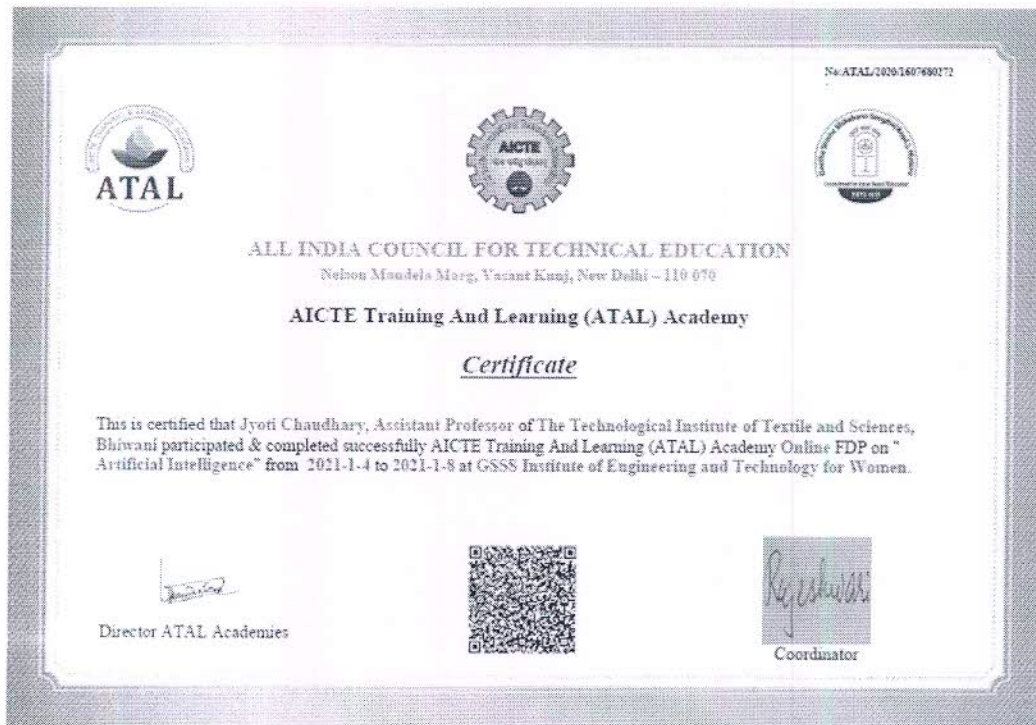 No:ATAL/2020/1607680272
ATAL
AICTE
ALL INDIA COUNCIL FOR TECHNICAL EDUCATION
Nelson Mandela Marg, Vasant Kunj, New Delhi – 110 070
AICTE Training And Learning (ATAL) Academy
Certificate
This is certified that Jyoti Chaudhary, Assistant Professor of The Technological Institute of Textile and Sciences,
Bhiwani participated & completed successfully AICTE Training And Learning (ATAL) Academy Online FDP on "
Artificial Intelligence" from 2021-1-4 to 2021-1-8 at GSSS Institute of Engineering and Technology for Women.
Rajeshwari
Director ATAL Academies
Coordinator